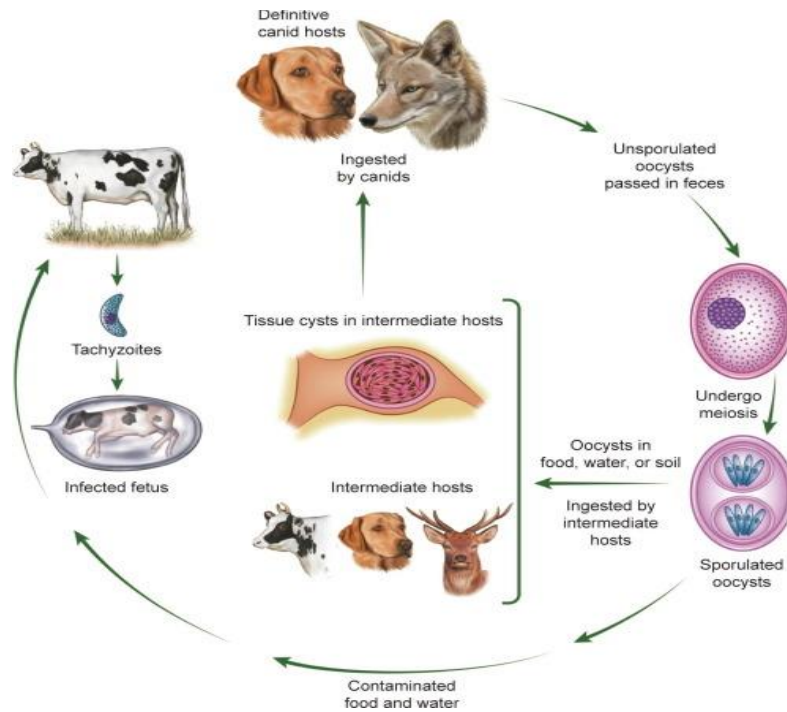 Definitive
canid hosts
Ingested
by canids
Unsporulated
oocysts
passed in feces
Tissue cysts in intermediate hosts
Tachyzoites
Undergo
meiosis
Oocysts in
food, water, or soil
Infected fetus
Intermediate hosts
Ingested by
intermediate
hosts
Sporulated
oocysts
Contaminated
food and water